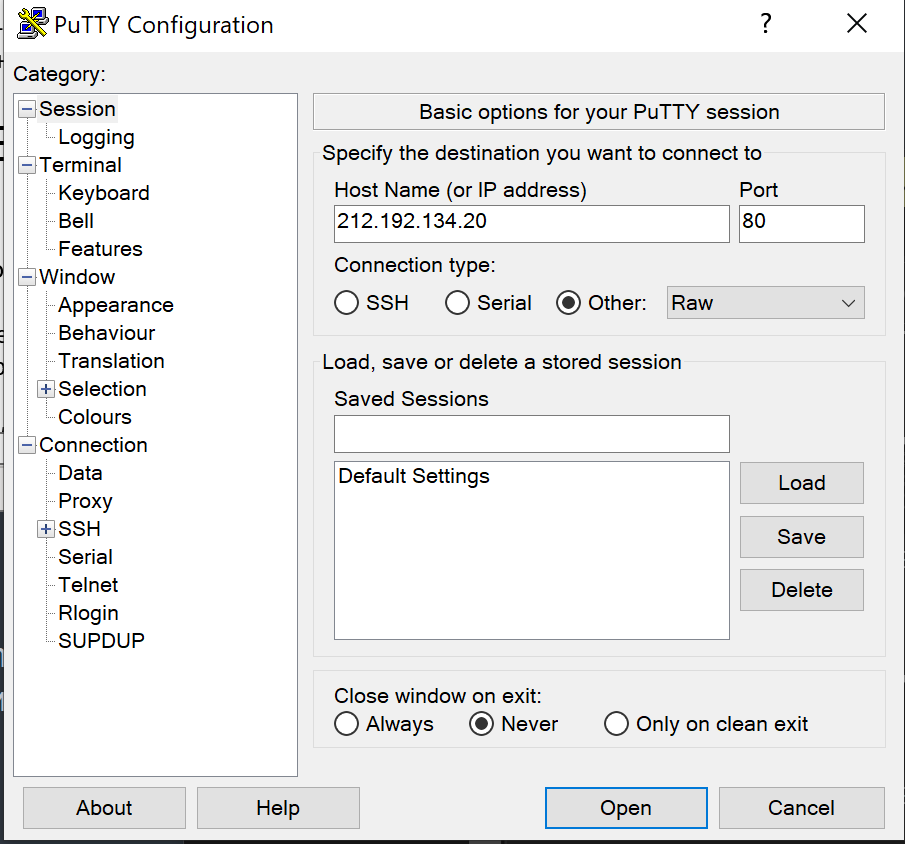 PuTTY Configuration
?
Category:
Session
Logging
Terminal
Keyboard
Bell
Features
Window
Appearance
Behaviour
Translation
Selection
Colours
Connection
Data
Proxy
SSH
Serial
Telnet
Rlogin
SUPDUP
Basic options for your PuTTY session
Specify the destination you want to connect to
Host Name (or IP address) Port
212.192.134.20 80
Connection type:
SSH Serial Other: Raw
Load, save or delete a stored session
Saved Sessions
Default Settings
Load
Save
Delete
Close window on exit:
Always Never Only on clean exit
About Help Open Cancel